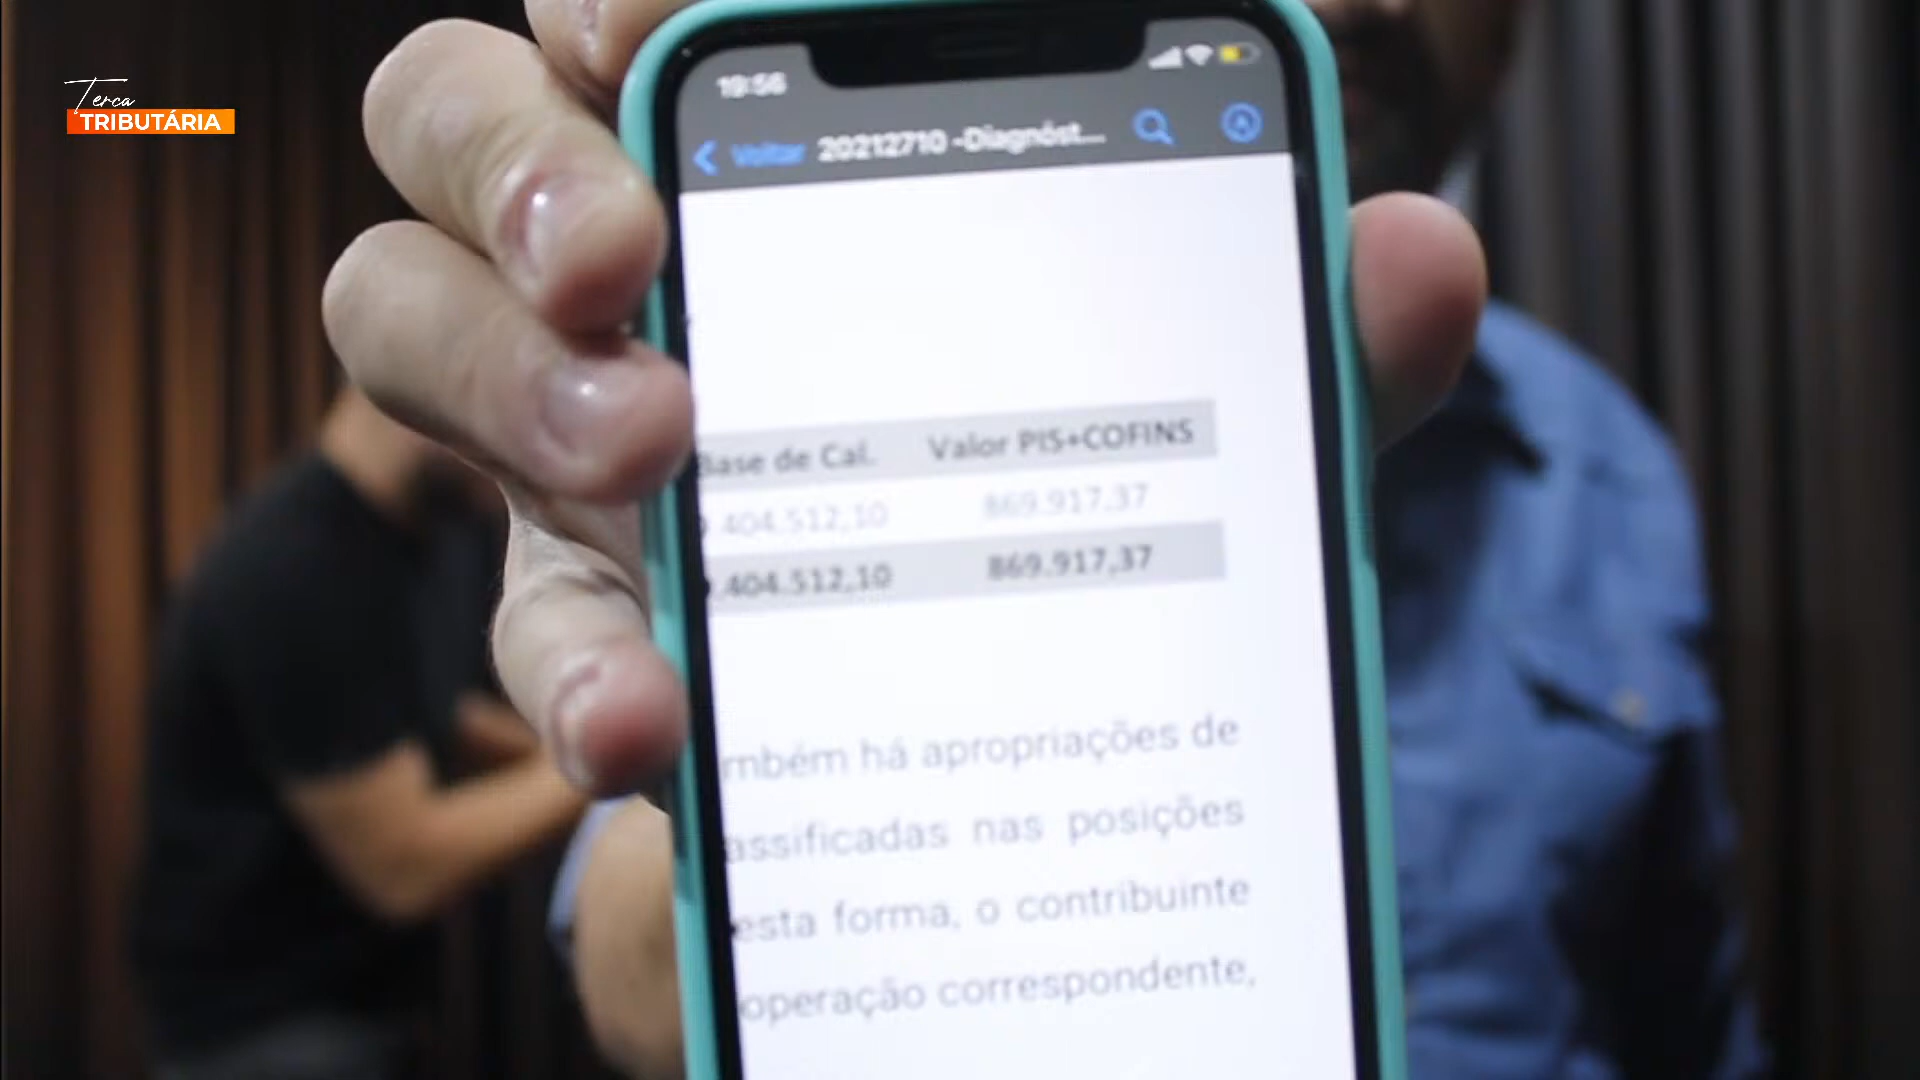 Terca
TRIBUTÁRIA
19:56
Voltar 20212710 -Diagnóst...
Base de Cal. Valor PIS+COFINS
.404.512,10 869.917,37
.404.512,10 869.917,37
mbém há apropriações de
assificadas nas posições
esta forma, o contribuinte
operação correspondente,